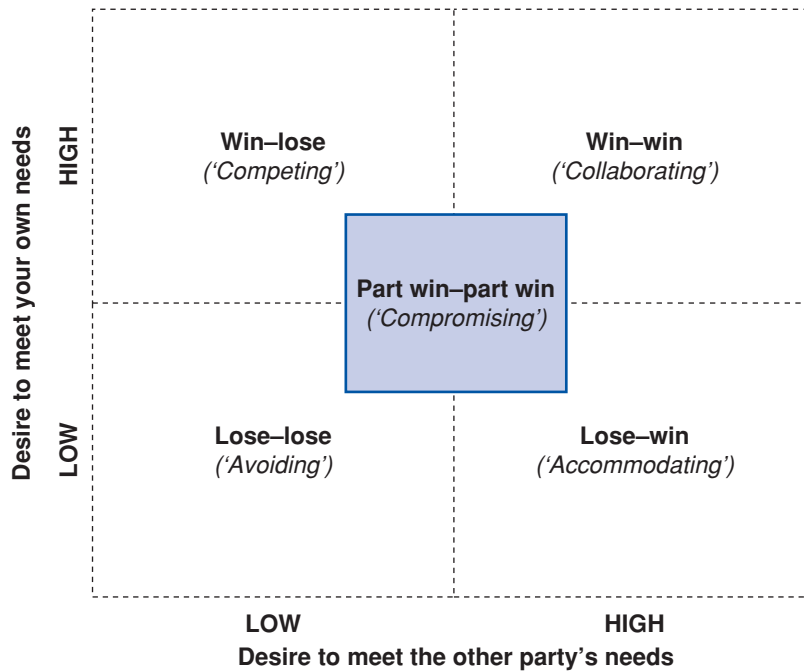 Desire to meet your own needs
HIGH
LOW
Win–lose
(‘Competing’)
Win–win
(‘Collaborating’)
Part win–part win
(‘Compromising’)
Lose–lose
(‘Avoiding’)
Lose–win
(‘Accommodating’)
LOW
HIGH
Desire to meet the other party’s needs